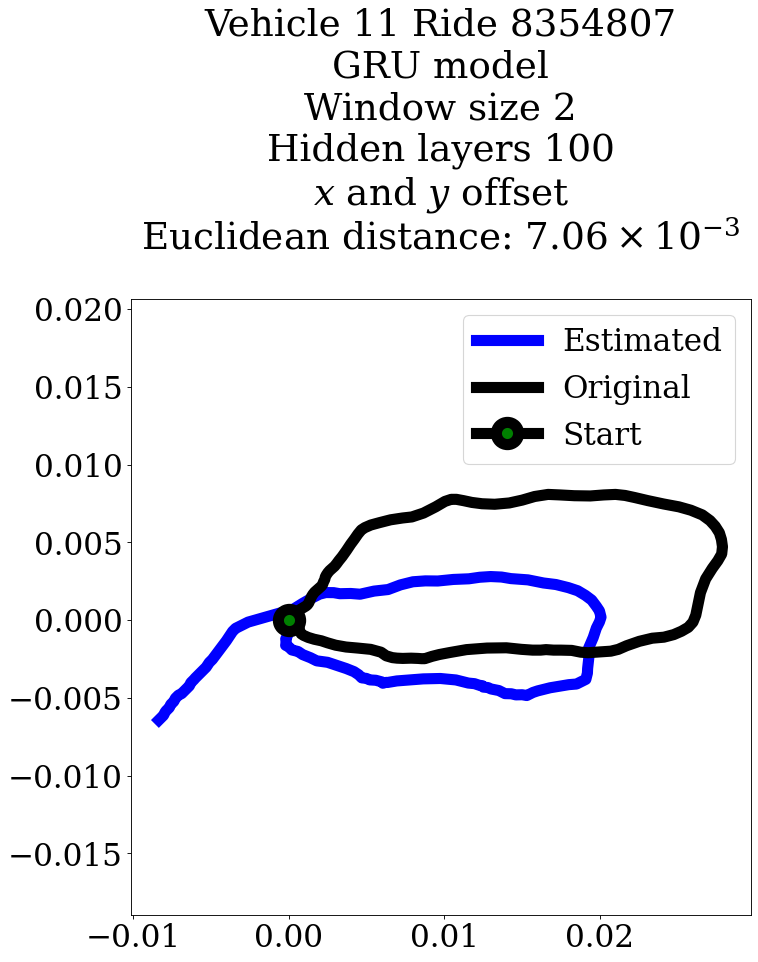 Vehicle 11 Ride 8354807
GRU model
Window size 2
Hidden layers 100
x and y offset
Euclidean distance: 7.06 × 10⁻³
Estimated
Original
Start
0.020
0.015
0.010
0.005
0.000
−0.005
−0.010
−0.015
−0.01 0.00 0.01 0.02